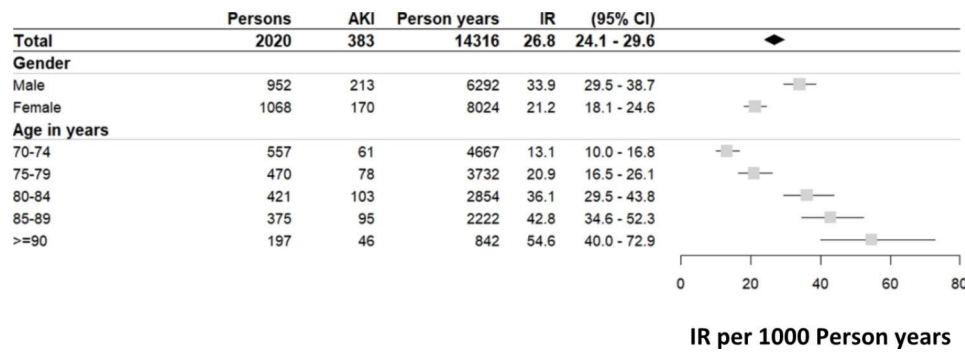 Persons AKI Person years IR (95% CI)
Total 2020 383 14316 26.8 24.1 - 29.6
Gender
Male 952 213 6292 33.9 29.5 - 38.7
Female 1068 170 8024 21.2 18.1 - 24.6
Age in years
70-74 557 61 4667 13.1 10.0 - 16.8
75-79 470 78 3732 20.9 16.5 - 26.1
80-84 421 103 2854 36.1 29.5 - 43.8
85-89 375 95 2222 42.8 34.6 - 52.3
>=90 197 46 842 54.6 40.0 - 72.9
0 20 40 60 80
IR per 1000 Person years